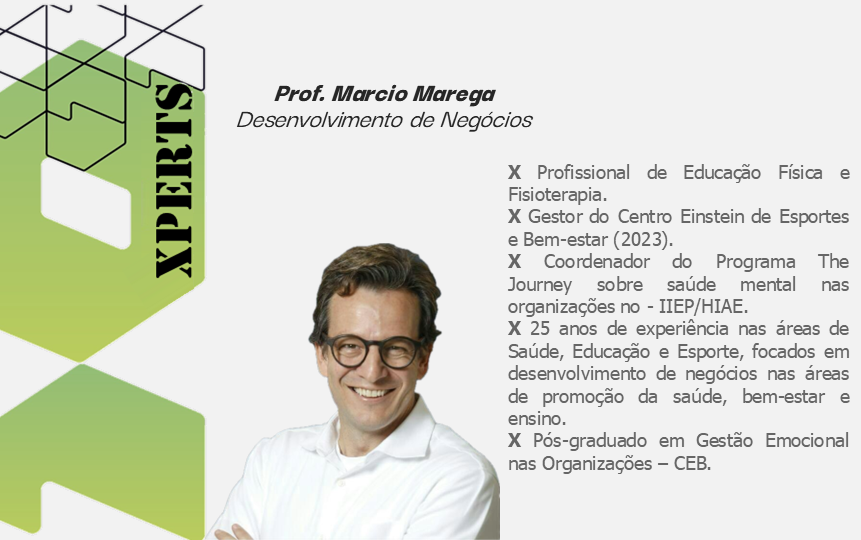 XPERTS
Prof. Marcio Marega
Desenvolvimento de Negócios
X Profissional de Educação Física e
Fisioterapia.
X Gestor do Centro Einstein de Esportes
e Bem-estar (2023).
X Coordenador do Programa The
Journey sobre saúde mental nas
organizações no - IIEP/HIAE.
X 25 anos de experiência nas áreas de
Saúde, Educação e Esporte, focados em
desenvolvimento de negócios nas áreas
de promoção da saúde, bem-estar e
ensino.
X Pós-graduado em Gestão Emocional
nas Organizações – CEB.